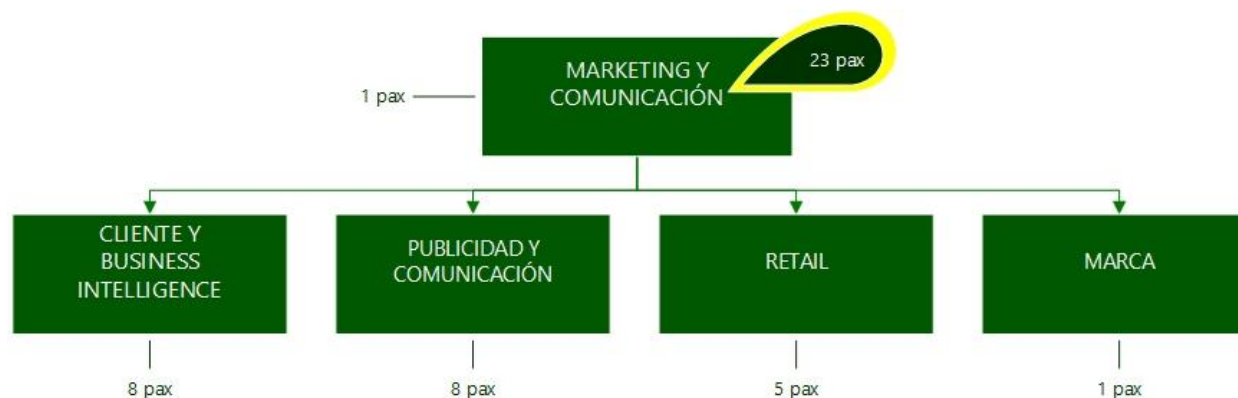 23 pax
MARKETING Y
COMUNICACIÓN
1 pax
CLIENTE Y
BUSINESS
INTELLIGENCE
PUBLICIDAD Y
COMUNICACIÓN
RETAIL
MARCA
8 pax
8 pax
5 pax
1 pax